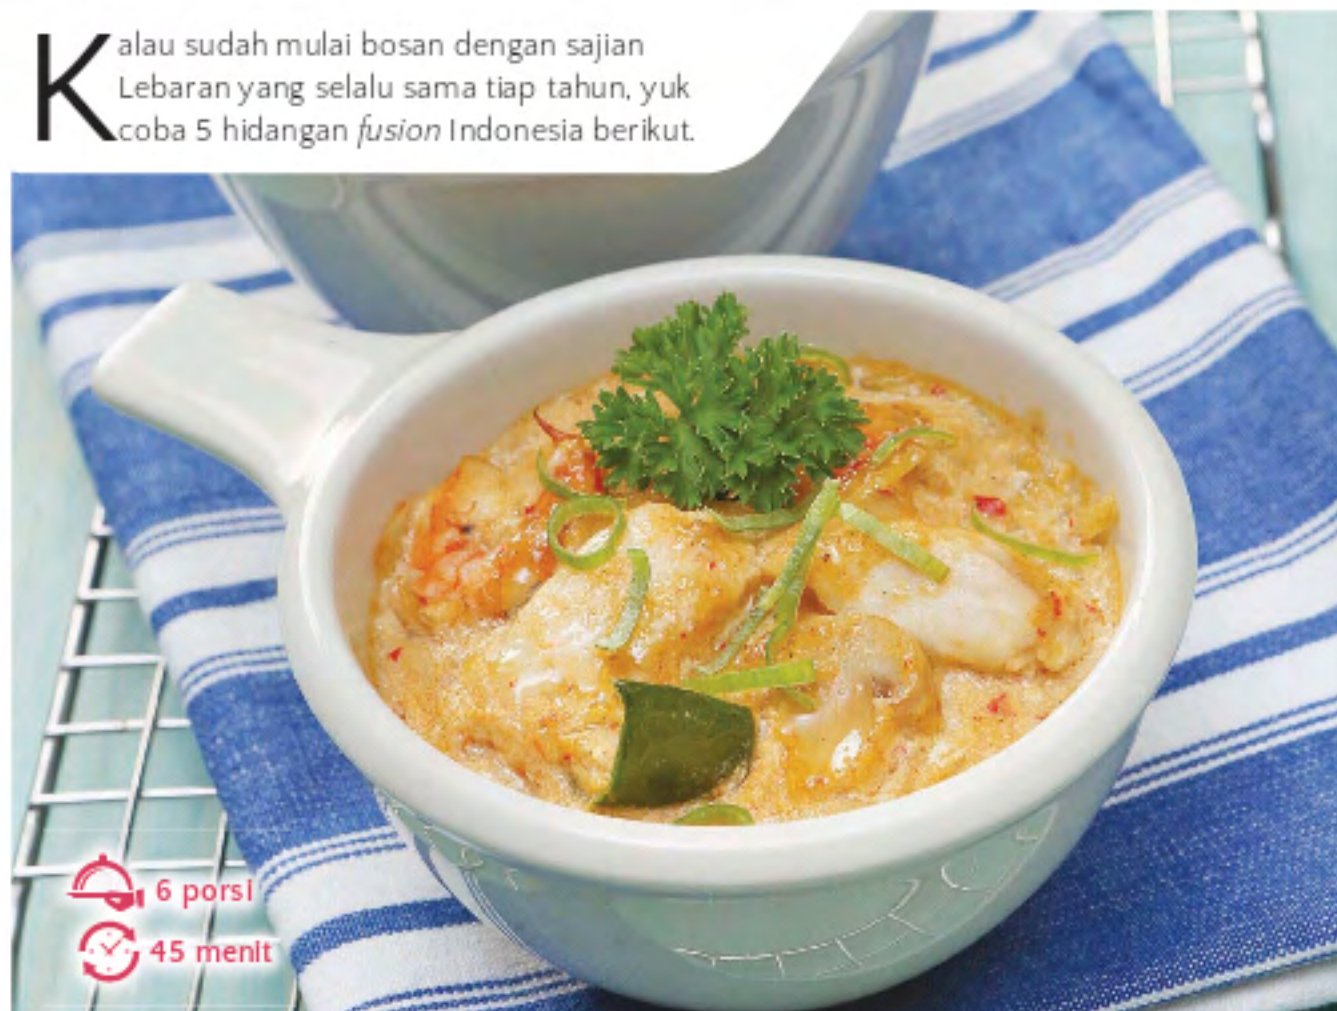 Kalau sudah mulai bosan dengan sajian
Lebaran yang selalu sama tiap tahun, yuk
coba 5 hidangan fusion Indonesia berikut.
6 porsi
45 menit